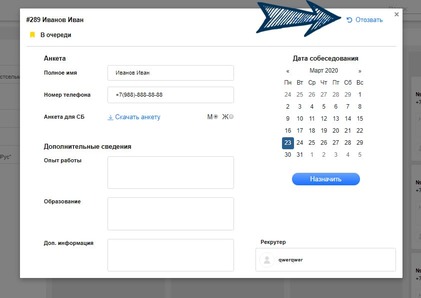 #289 Иванов Иван
Отозвать
В очереди
Анкета
Полное имя
Иванов Иван
Номер телефона
+7(988)-888-88-88
Анкета для СБ
Скачать анкету
М
Ж
Дополнительные сведения
Опыт работы
Образование
Доп. информация
Дата собеседования
« Март 2020 »
Пн Вт Ср Чт Пт Сб Вс
24 25 26 27 28 29 1
2 3 4 5 6 7 8
9 10 11 12 13 14 15
16 17 18 19 20 21 22
23 24 25 26 27 28 29
30 31 1 2 3 4 5
Назначить
Рекрутер
qwerqwer
Рус"